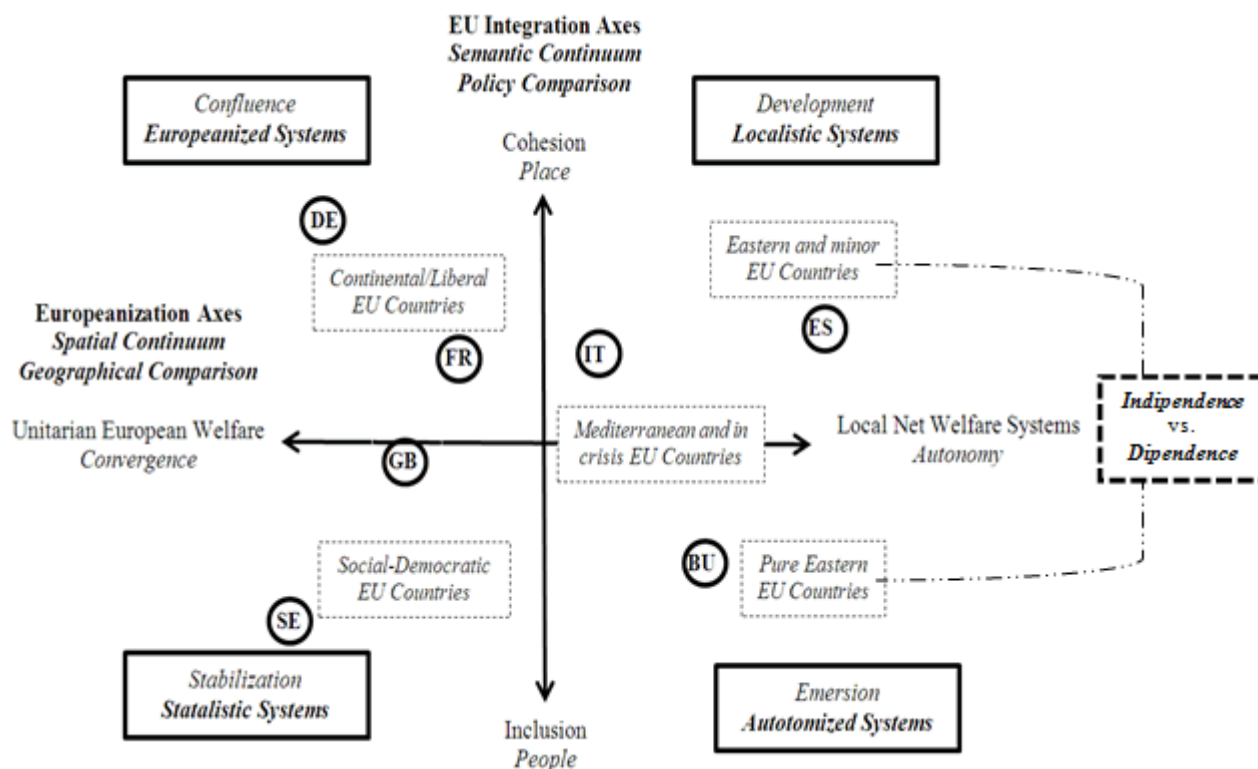 EU Integration Axes
Semantic Continuum
Policy Comparison
Confluence
Europeanized Systems
Development
Localistic Systems
Cohesion
Place
DE
Continental/Liberal
EU Countries
Eastern and minor
EU Countries
Europeanization Axes
Spatial Continuum
Geographical Comparison
FR
IT
ES
Unitarian European Welfare
Convergence
GB
Mediterranean and in
crisis EU Countries
Local Net Welfare Systems
Autonomy
Indipendence
vs.
Dipendence
Social-Democratic
EU Countries
BU
Pure Eastern
EU Countries
SE
Stabilization
Statalistic Systems
Emersion
Autotomized Systems
Inclusion
People